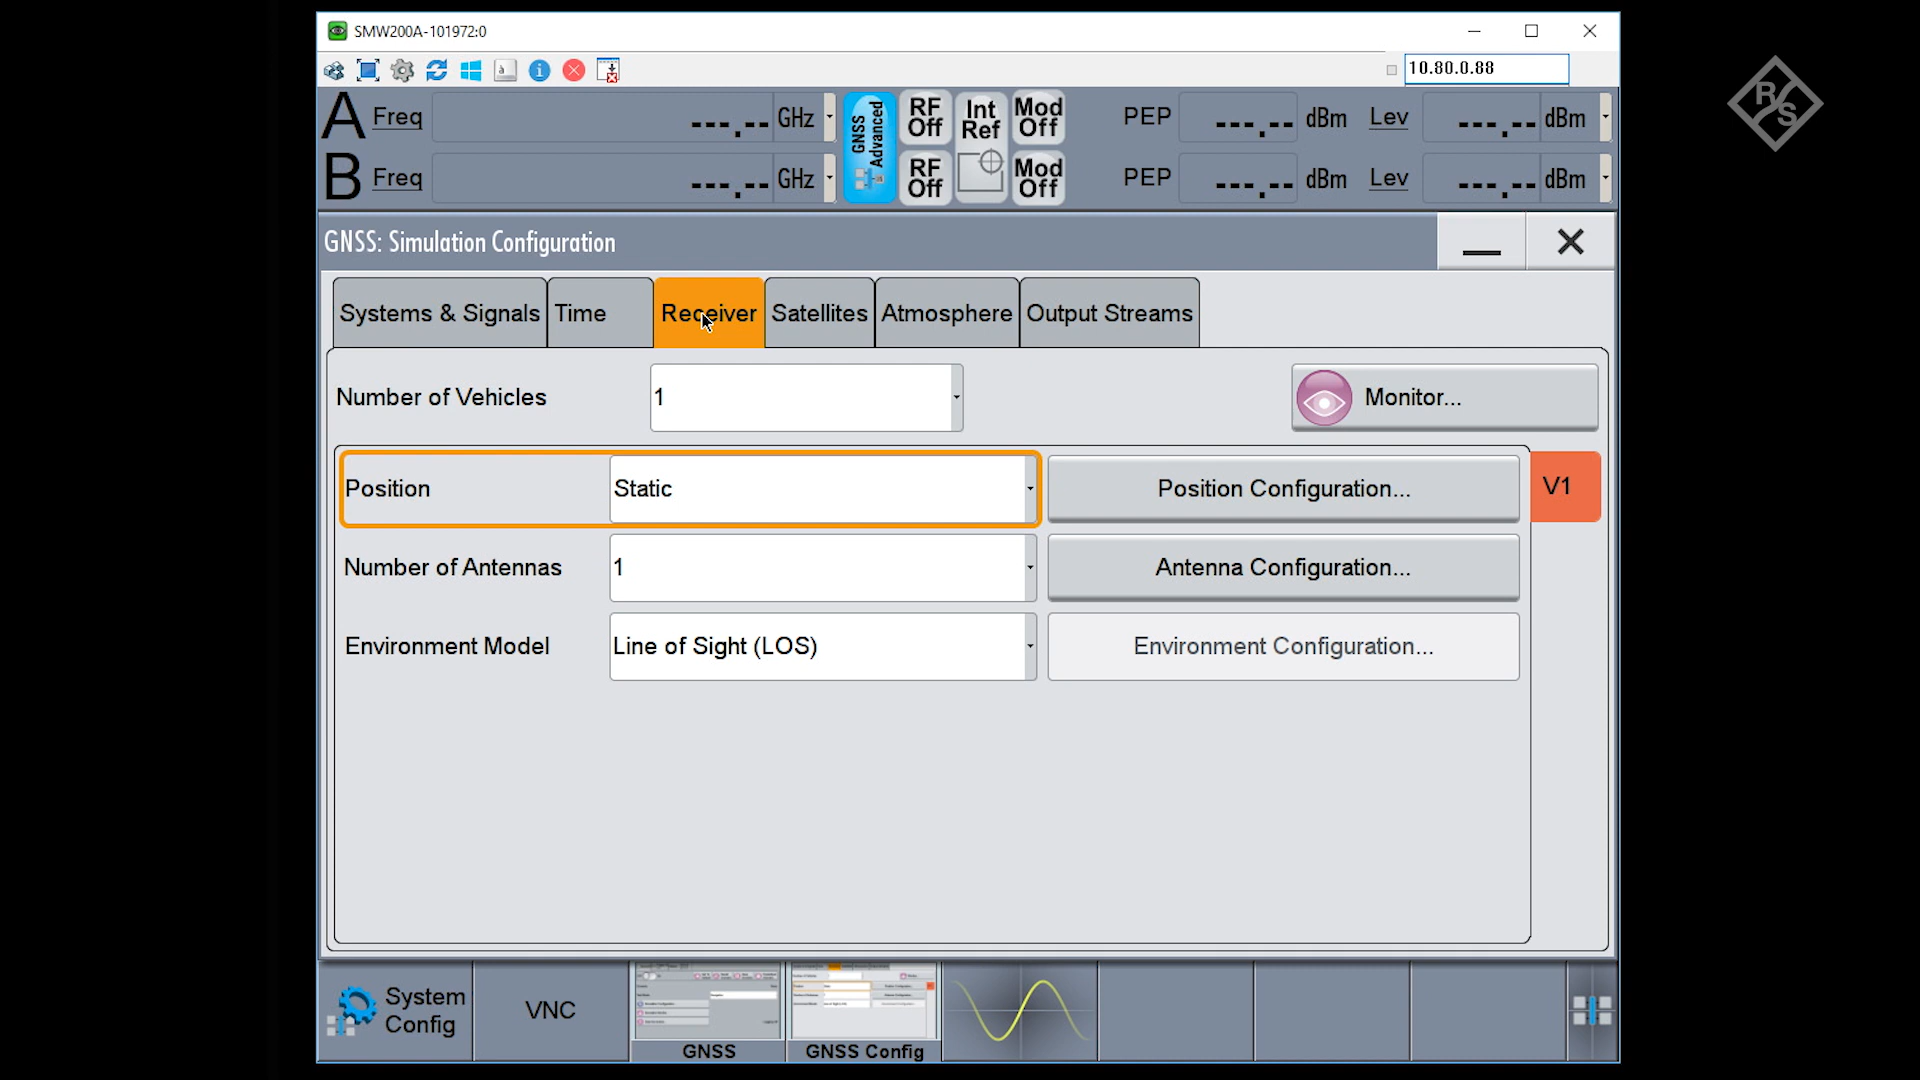 SMW200A-101972:0
10.80.0.88
A Freq ---.-- GHz GNSS Advanced RF Off Int Ref Mod Off PEP ---.-- dBm Lev ---.-- dBm
B Freq ---.-- GHz RF Off Mod Off PEP ---.-- dBm Lev ---.-- dBm
GNSS: Simulation Configuration
Systems & Signals Time Receiver Satellites Atmosphere Output Streams
Number of Vehicles 1 Monitor...
Position Static Position Configuration... V1
Number of Antennas 1 Antenna Configuration...
Environment Model Line of Sight (LOS) Environment Configuration...
System Config VNC GNSS GNSS Config
R S